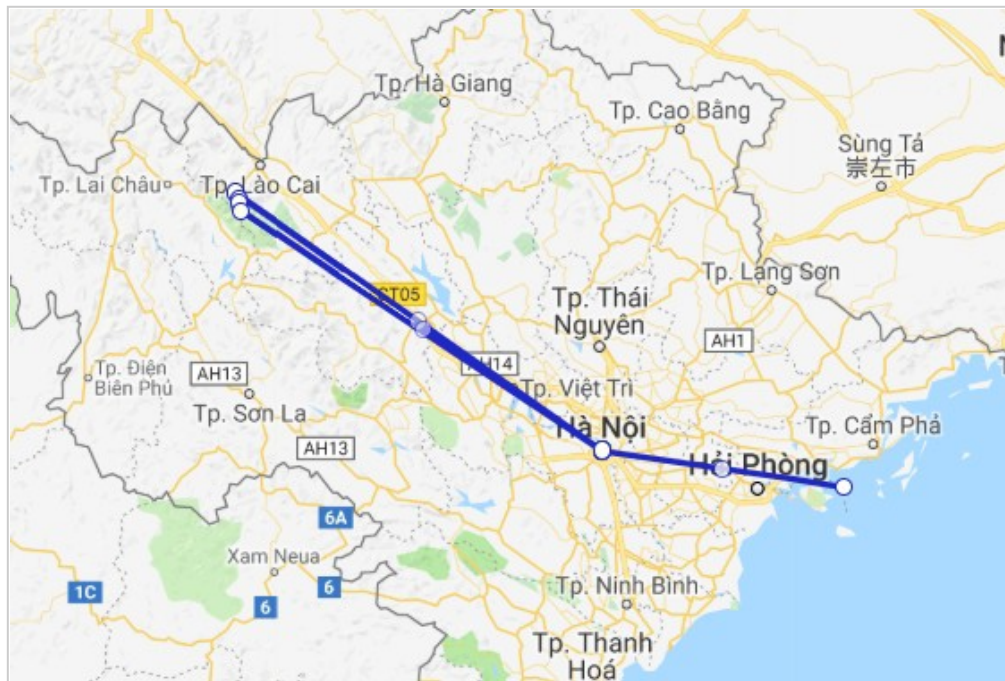 Tp. Hà Giang
Tp. Cao Bằng
Sùng Tả
崇左市
Tp. Lai Châu
Tp. Lào Cai
Tp. Lạng Sơn
CT05
Tp. Thái
Nguyên
AH1
AH14
Tp. Điện
Biên Phủ
AH13
Tp. Việt Trì
Tp. Sơn La
Hà Nội
Tp. Cẩm Phả
AH13
Hải Phòng
6A
Xam Neua
1C
6
6
Tp. Ninh Bình
Tp. Thanh
Hoá